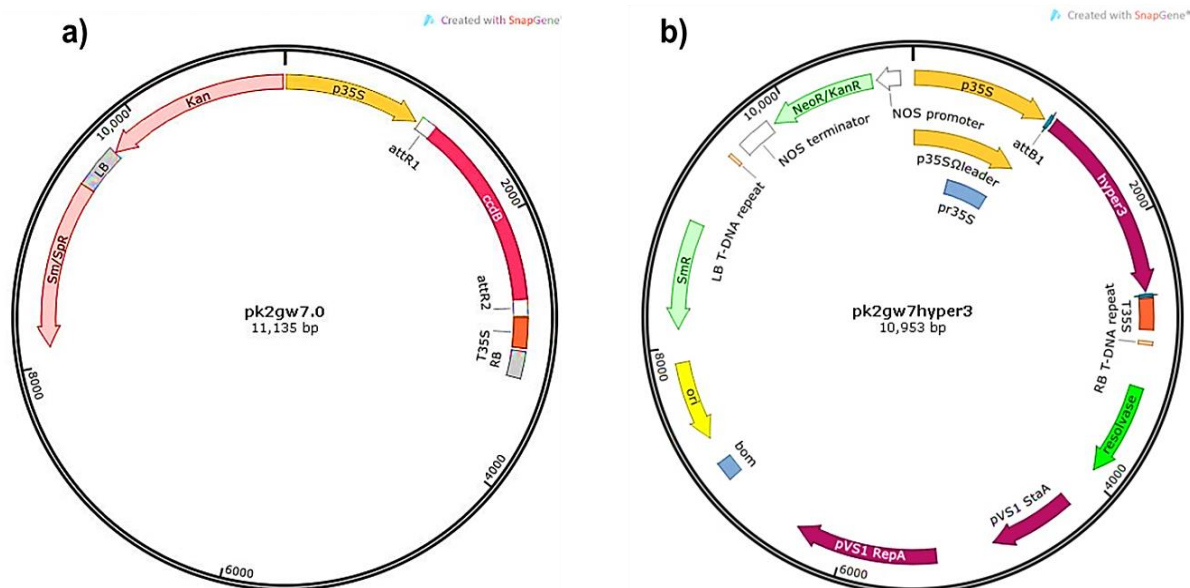 a)
Created with SnapGene®
Kan
p35S
attR1
ccdB
attR2
T35S
RB
LB
Sm/SpR
10,000
2000
4000
6000
8000
pk2gw7.0
11,135 bp
b)
Created with SnapGene®
NeoR/KanR
NOS promoter
NOS terminator
p35S
p35SΩleader
pr35S
attB1
hyper3
T35S
RB T-DNA repeat
resolvase
pVS1 StaA
pVS1 RepA
bom
ori
SmR
LB T-DNA repeat
10,000
2000
4000
6000
8000
pk2gw7hyper3
10,953 bp